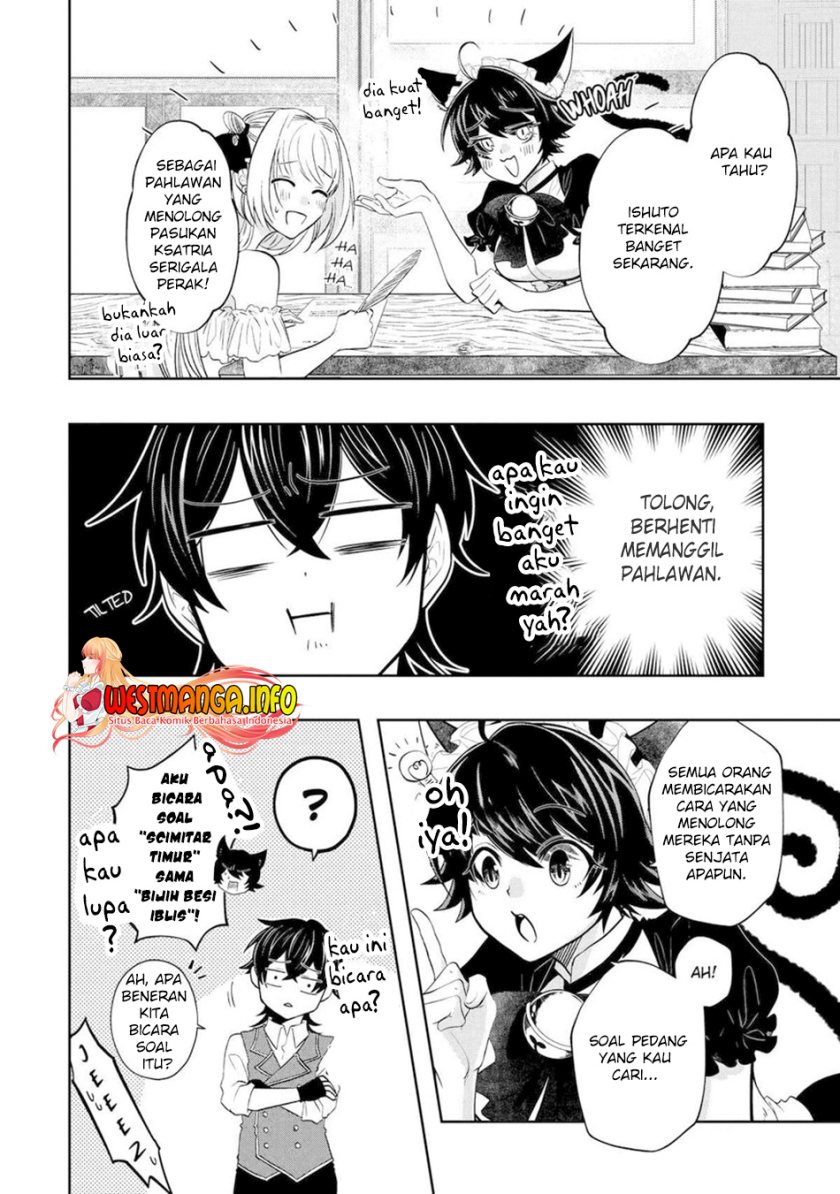 APA KAU
TAHU?
ISHUTO
TERKENAL
BANGET
SEKARANG.
WHOAH
dia kuat
banget!
SEBAGAI
PAHLAWAN
YANG
MENOLONG
PASUKAN
KSATRIA
SERIGALA
PERAK!
HA
HA
HA
bukankah
dia luar
biasa?
TOLONG,
BERHENTI
MEMANGGIL
PAHLAWAN.
apa kau
ingin
banget
aku
marah
yah?
TILTED
WESTMANGA.INFO
Situs Baca Komik Berbahasa Indonesia
SEMUA ORANG
MEMBICARAKAN
CARA YANG
MENOLONG
MEREKA TANPA
SENJATA
APAPUN.
oh
iya!
AH!
SOAL PEDANG
YANG KAU
CARI...
?
kau ini
bicara
apa?
apa?!
AKU
BICARA
SOAL
"SCIMITAR
TIMUR"
SAMA
"BIJIH BESI
IBLIS"!
apa
kau
lupa
?
AH, APA
BENERAN
KITA
BICARA
SOAL
ITU?
JEEEZ